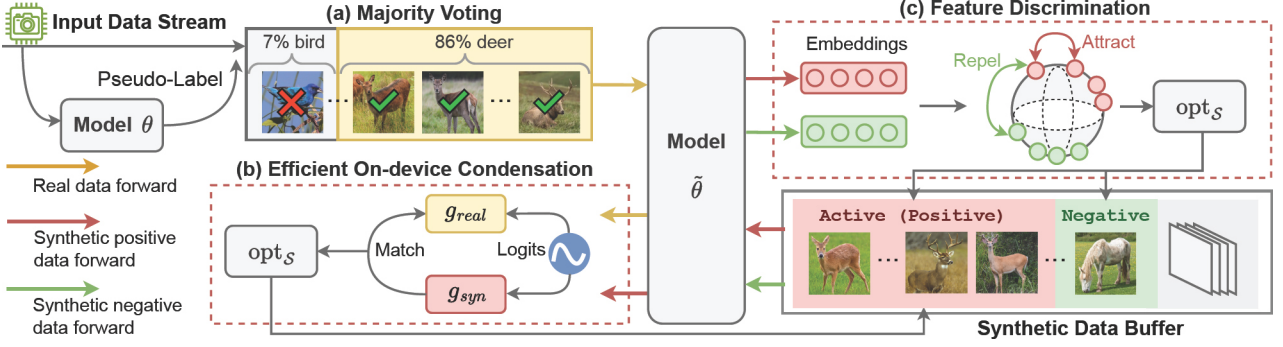 Input Data Stream
(a) Majority Voting
7% bird
86% deer
Pseudo-Label
Model θ
Real data forward
Synthetic positive
data forward
Synthetic negative
data forward
(b) Efficient On-device Condensation
g_real
Match
Logits
opt_S
g_syn
Model
θ̃
(c) Feature Discrimination
Embeddings
Attract
Repel
opt_S
Active (Positive)
Negative
Synthetic Data Buffer